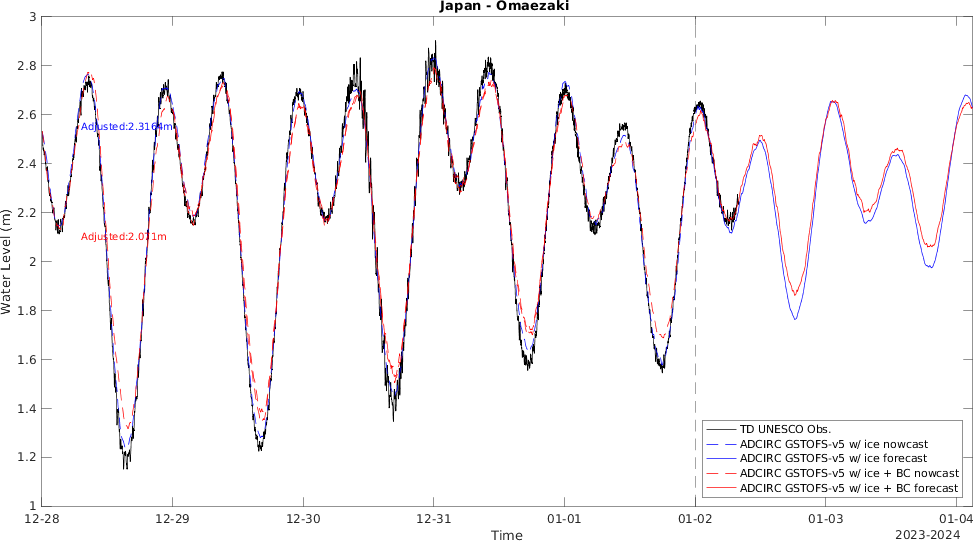 Japan - Omaezaki
Water Level (m)
3
2.8
2.6
2.4
2.2
2
1.8
1.6
1.4
1.2
1
Adjusted:2.3164m
Adjusted:2.071m
TD UNESCO Obs.
ADCIRC GSTOFS-v5 w/ ice nowcast
ADCIRC GSTOFS-v5 w/ ice forecast
ADCIRC GSTOFS-v5 w/ ice + BC nowcast
ADCIRC GSTOFS-v5 w/ ice + BC forecast
12-28 12-29 12-30 12-31 01-01 01-02 01-03 01-04
Time
2023-2024